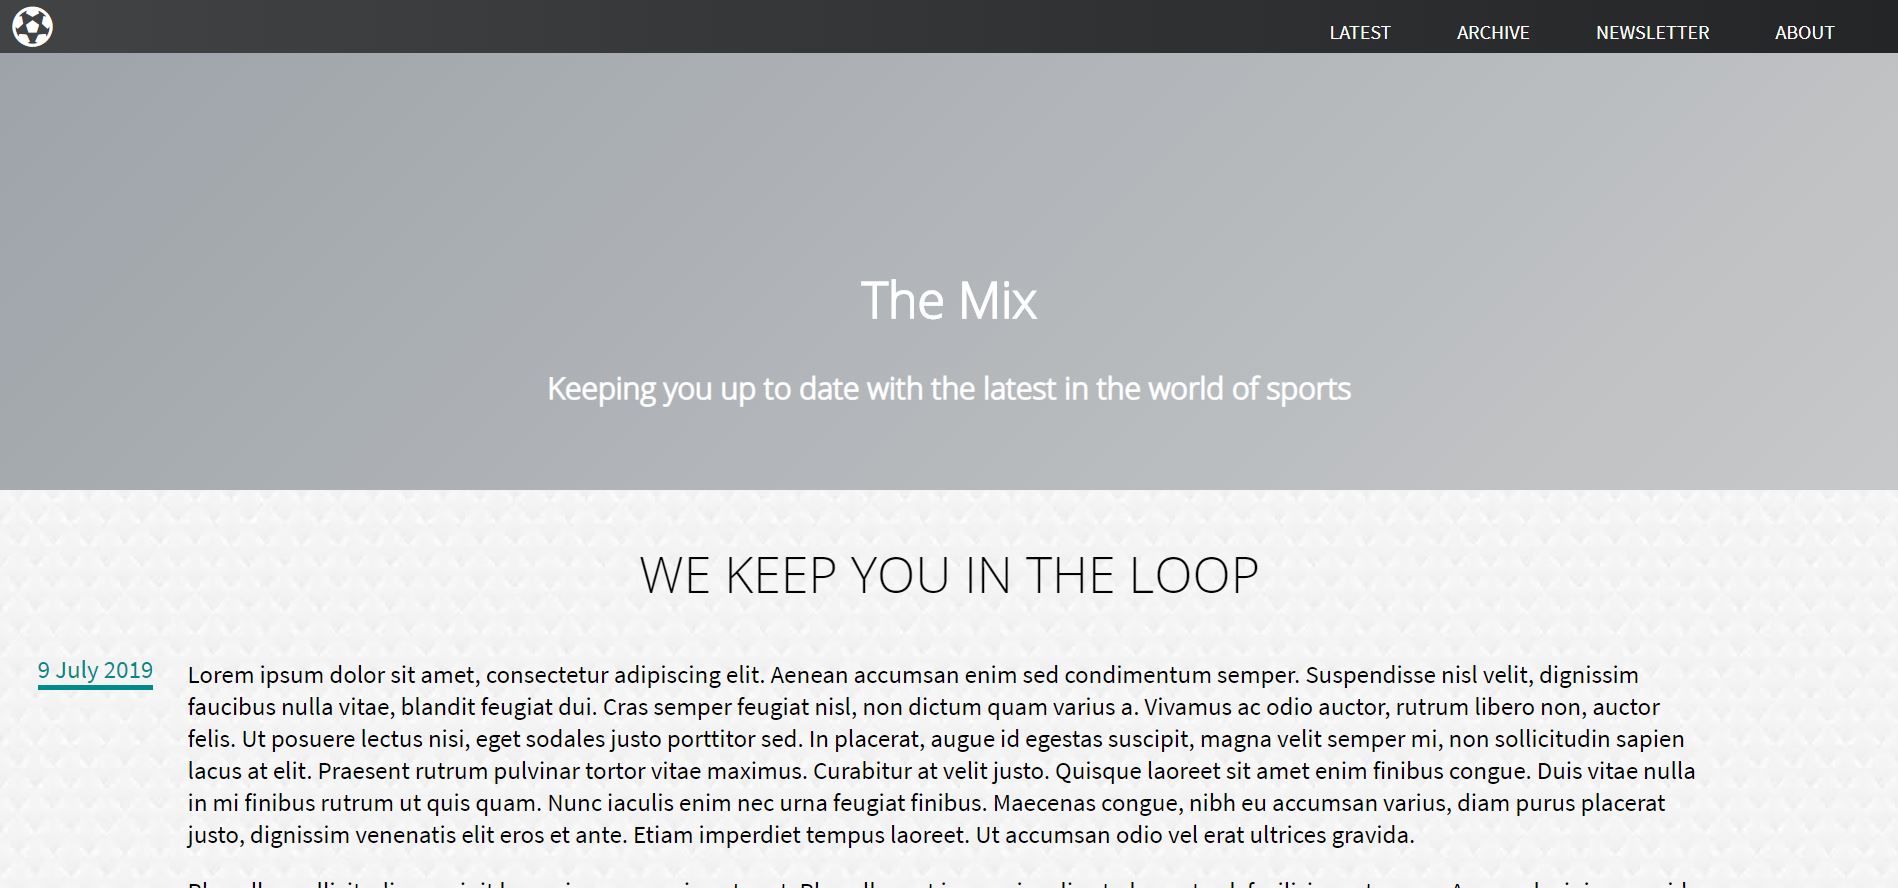 LATEST ARCHIVE NEWSLETTER ABOUT
The Mix
Keeping you up to date with the latest in the world of sports
WE KEEP YOU IN THE LOOP
9 July 2019
Lorem ipsum dolor sit amet, consectetur adipiscing elit. Aenean accumsan enim sed condimentum semper. Suspendisse nisl velit, dignissim
faucibus nulla vitae, blandit feugiat dui. Cras semper feugiat nisl, non dictum quam varius a. Vivamus ac odio auctor, rutrum libero non, auctor
felis. Ut posuere lectus nisi, eget sodales justo porttitor sed. In placerat, augue id egestas suscipit, magna velit semper mi, non sollicitudin sapien
lacus at elit. Praesent rutrum pulvinar tortor vitae maximus. Curabitur at velit justo. Quisque laoreet sit amet enim finibus congue. Duis vitae nulla
in mi finibus rutrum ut quis quam. Nunc iaculis enim nec urna feugiat finibus. Maecenas congue, nibh eu accumsan varius, diam purus placerat
justo, dignissim venenatis elit eros et ante. Etiam imperdiet tempus laoreet. Ut accumsan odio vel erat ultrices gravida.